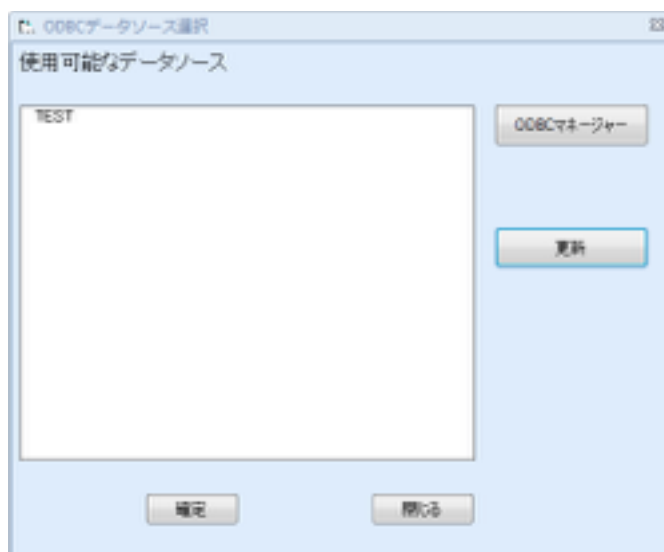 ODBCデータソース選択
使用可能なデータソース
TEST
ODBCマネージャー
更新
確定
閉じる